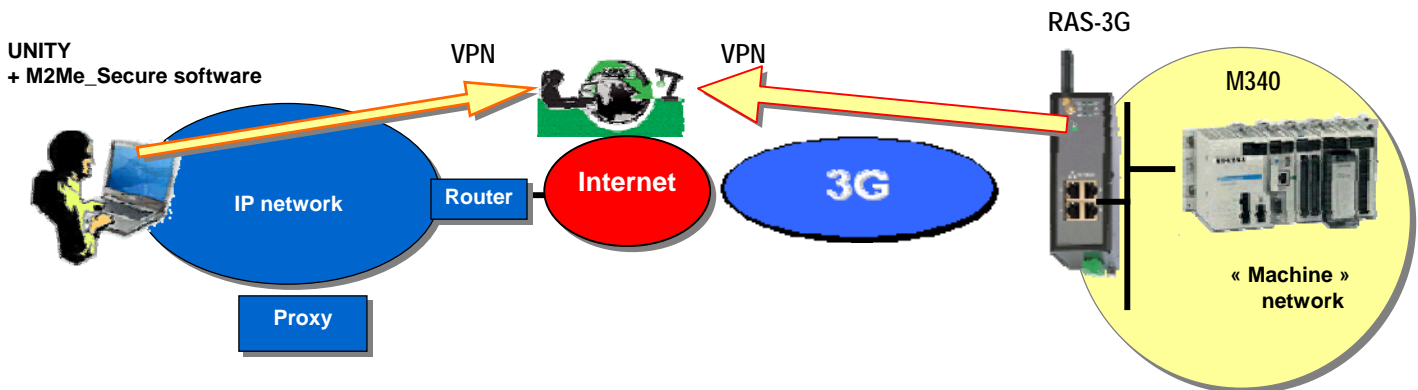 UNITY
+ M2Me_Secure software
VPN
VPN
RAS-3G
M340
IP network
Router
Internet
3G
« Machine »
network
Proxy